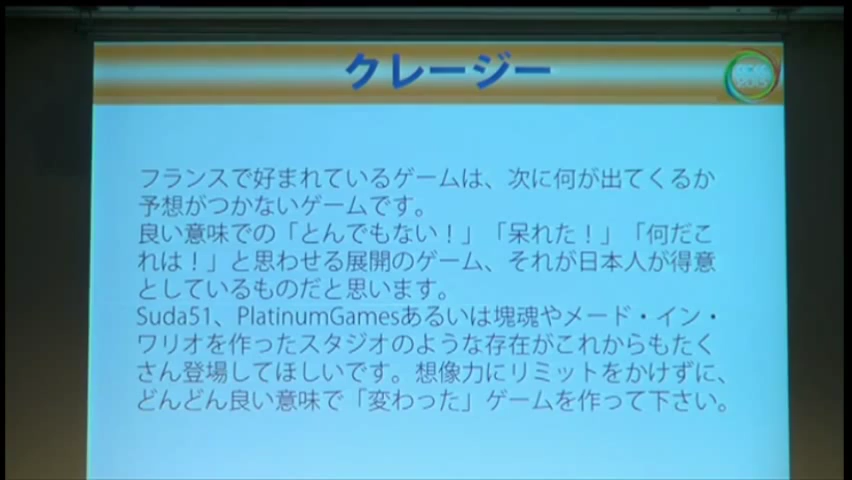 クレージー
フランスで好まれているゲームは、次に何が出てくるか
予想がつかないゲームです。
良い意味での「とんでもない！」「呆れた！」「何だこ
れは！」と思わせる展開のゲーム、それが日本人が得意
としているものだと思います。
Suda51、PlatinumGamesあるいは塊魂やメード・イン・
ワリオを作ったスタジオのような存在がこれからもたく
さん登場してほしいです。想像力にリミットをかけずに、
どんどん良い意味で「変わった」ゲームを作って下さい。